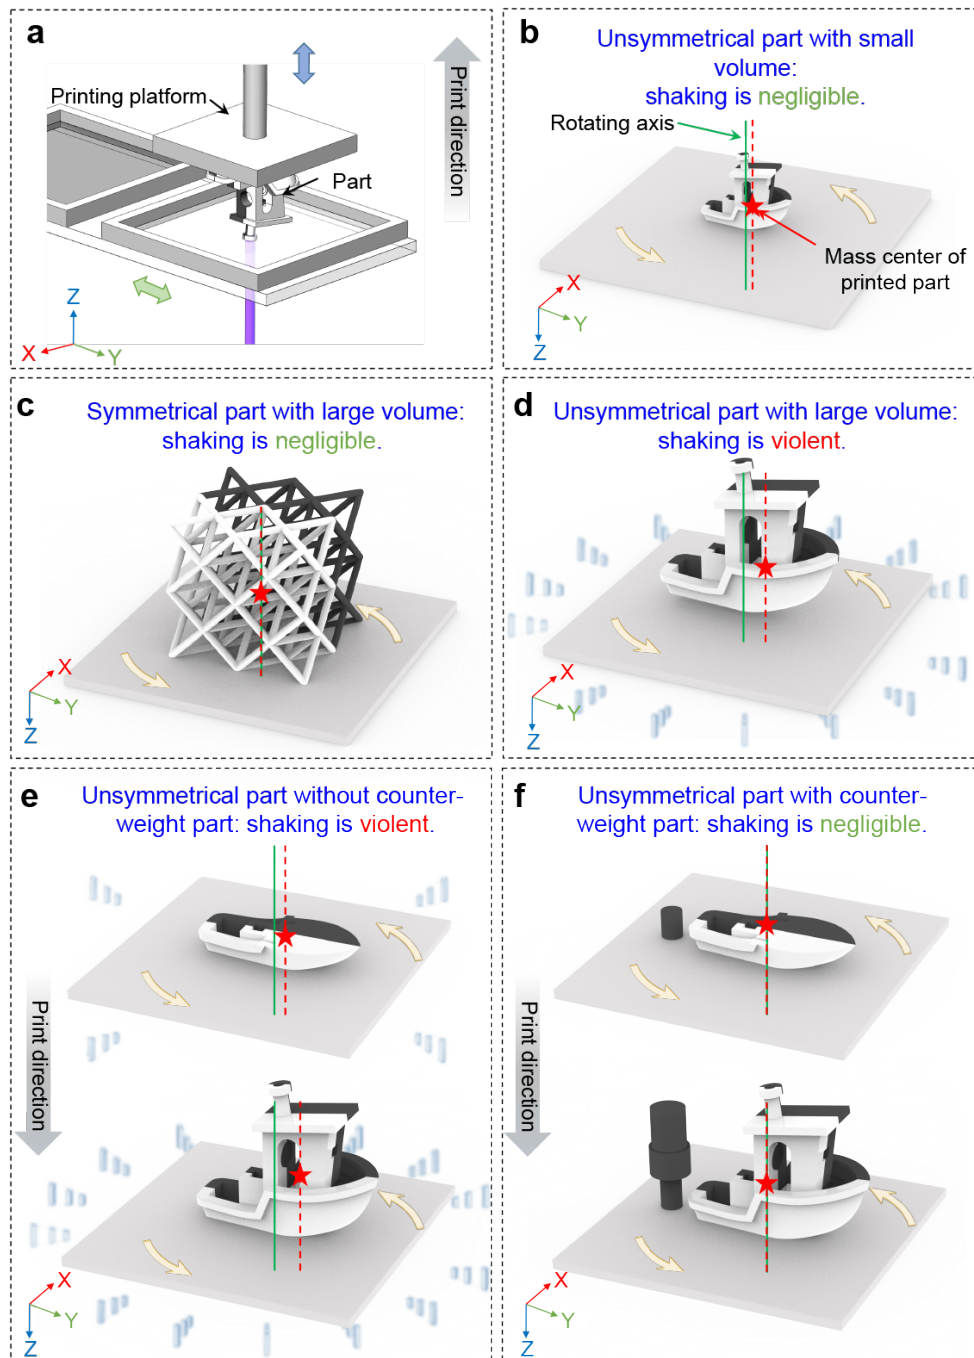 a
Printing platform
Part
Print direction
Z
X
Y
b
Unsymmetrical part with small
volume:
shaking is negligible.
Rotating axis
Mass center of
printed part
X
Y
Z
c
Symmetrical part with large volume:
shaking is negligible.
X
Y
Z
d
Unsymmetrical part with large volume:
shaking is violent.
X
Y
Z
e
Unsymmetrical part without counter-
weight part: shaking is violent.
Print direction
X
Y
Z
f
Unsymmetrical part with counter-
weight part: shaking is negligible.
Print direction
X
Y
Z